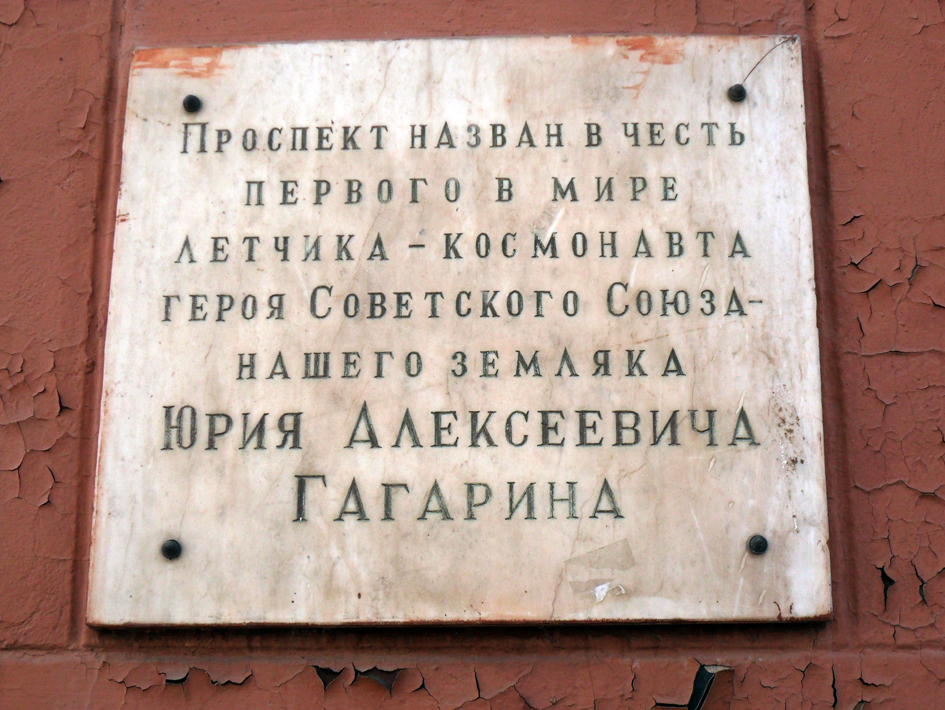 Проспект назван в честь
первого в мире
летчика - космонавта
героя Советского Союза-
нашего земляка
Юрия Алексеевича
Гагарина